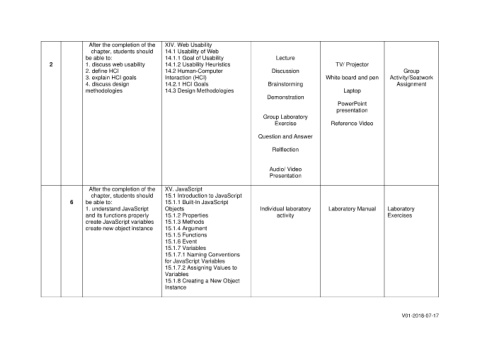 2
After the completion of the
chapter, students should
be able to:
1. discuss web usability
2. define HCI
3. explain HCI goals
4. discuss design
methodologies
XIV. Web Usability
14.1 Usability of Web
14.1.1 Goal of Usability
14.1.2 Usability Heuristics
14.2 Human-Computer
Interaction (HCI)
14.2.1 HCI Goals
14.3 Design Methodologies
Lecture
Discussion
Brainstorming
Demonstration
Group Laboratory
Exercise
Question and Answer
Relflection
Audio/ Video
Presentation
TV/ Projector
White board and pen
Laptop
PowerPoint
presentation
Reference Video
Group
Activity/Seatwork
Assignment
6
After the completion of the
chapter, students should
be able to:
1. understand JavaScript
and its functions properly
create JavaScript variables
create new object instance
XV. JavaScript
15.1 Introduction to JavaScript
15.1.1 Built-In JavaScript
Objects
15.1.2 Properties
15.1.3 Methods
15.1.4 Argument
15.1.5 Functions
15.1.6 Event
15.1.7 Variables
15.1.7.1 Naming Conventions
for JavaScript Variables
15.1.7.2 Assigning Values to
Variables
15.1.8 Creating a New Object
Instance
Individual laboratory
activity
Laboratory Manual
Laboratory
Exercises
V01-2018-07-17